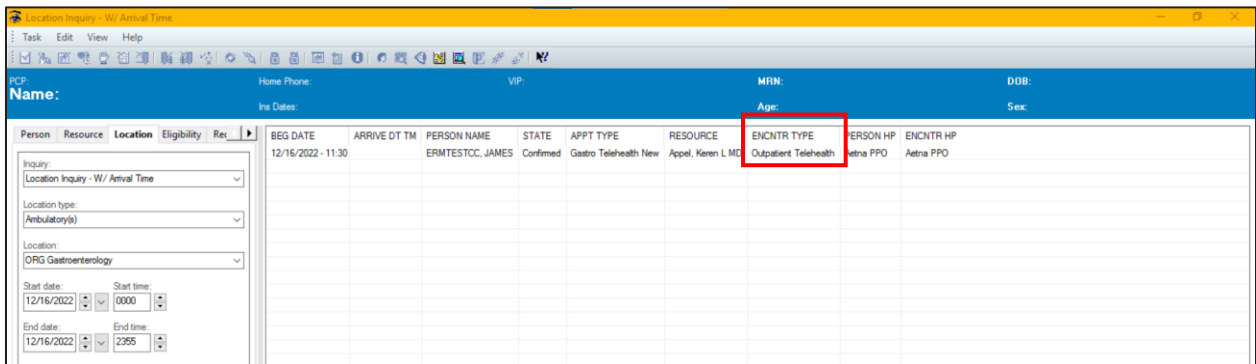 Location Inquiry - W/ Arrival Time
Task Edit View Help
PCP: Home Phone: VIP: MRN: DOB:
Name:
Ins Dates: Age: Sex:
Person Resource Location Eligibility
BEG DATE ARRIVE DT TM PERSON NAME STATE APPT TYPE RESOURCE ENCNTR TYPE PERSON HP ENCNTR HP
12/16/2022 - 11:30 ERMTESTCC, JAMES Confirmed Gastro Telehealth New Appel, Keren L MD Outpatient Telehealth Aetna PPO Aetna PPO
Inquiry:
Location Inquiry - W/ Arrival Time
Location type:
Ambulatory(s)
Location:
ORG Gastroenterology
Start date: Start time:
12/16/2022 0000
End date: End time:
12/16/2022 2355